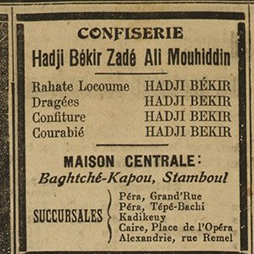 CONFISERIE
Hadji Békir Zadé Ali Mouhiddin
Rahate Locoume HADJI BÉKIR
Dragées HADJI BEKIR
Confiture HADJI BEKIR
Courabié HADJI BEKIR
MAISON CENTRALE:
Baghtché-Kapou, Stamboul
SUCCURSALES
Péra, Grand'Rue
Péra, Tépé-Bachi
Kadikeuy
Caire, Place de l'Opéra
Alexandrie, rue Remel